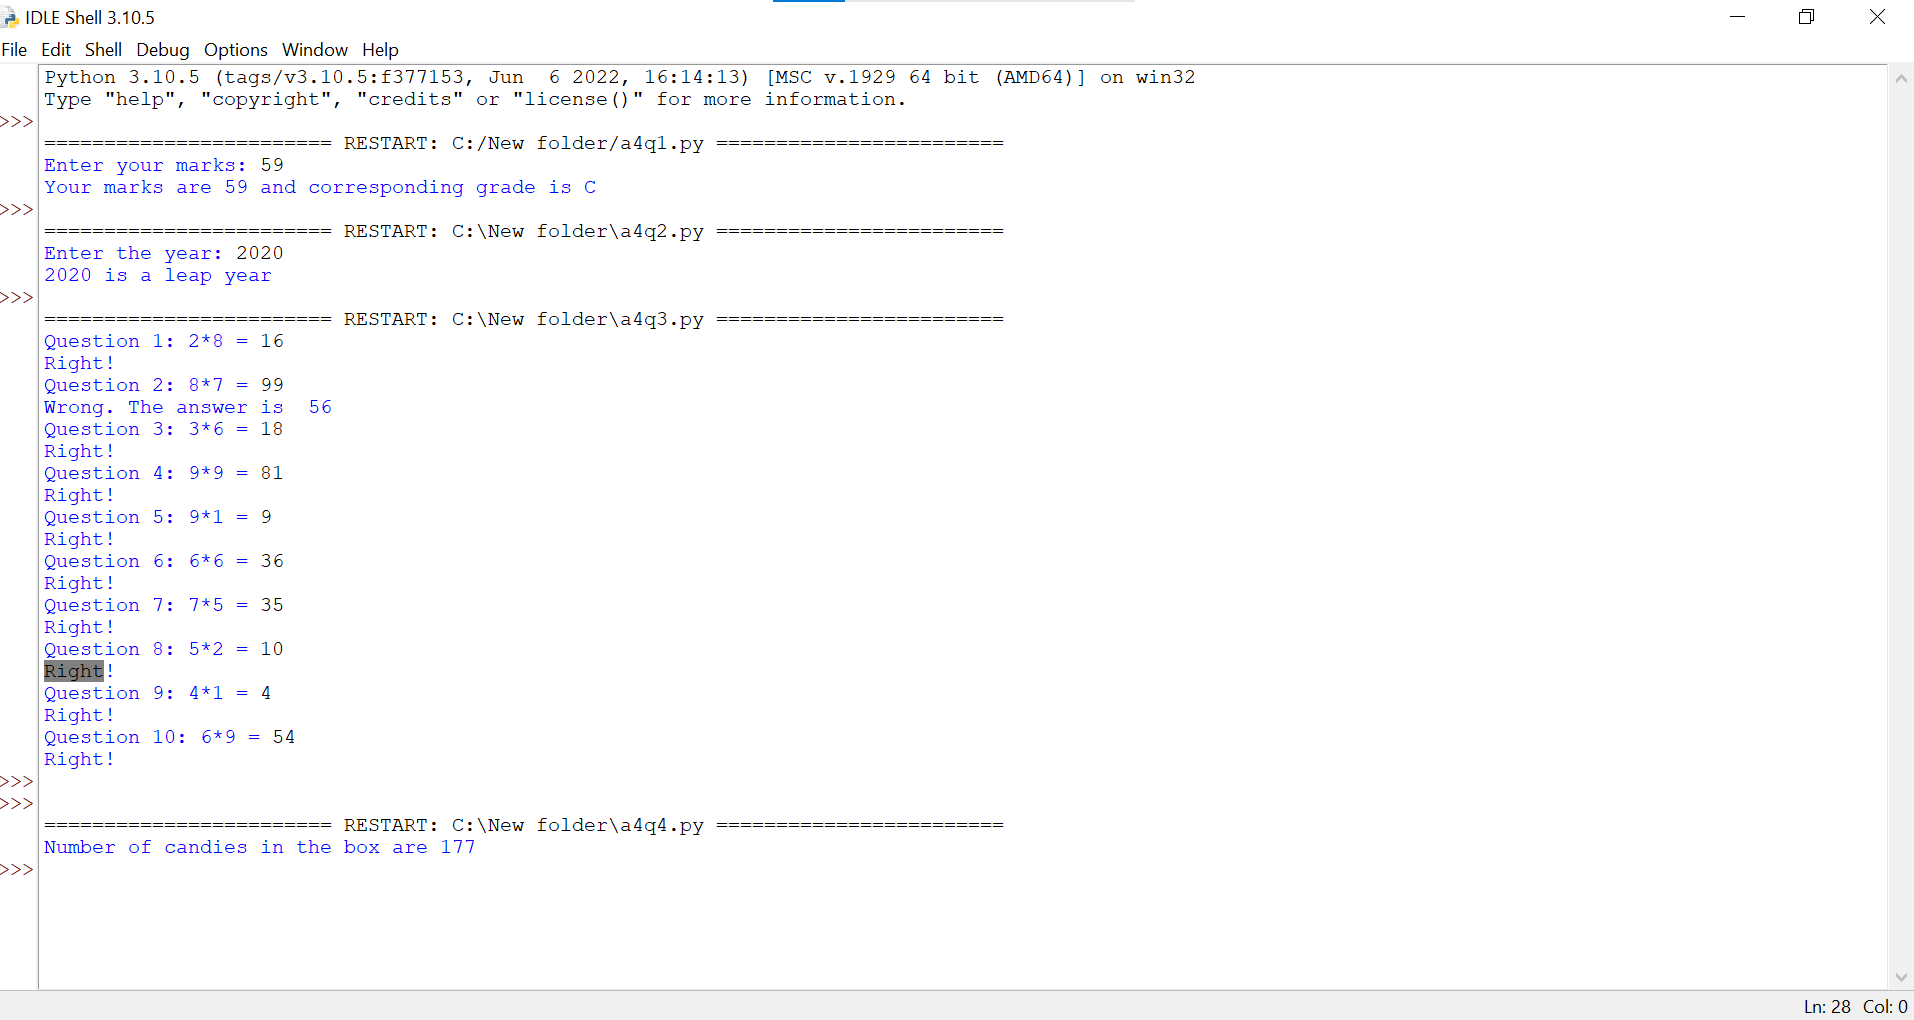 IDLE Shell 3.10.5
File Edit Shell Debug Options Window Help
Python 3.10.5 (tags/v3.10.5:f377153, Jun  6 2022, 16:14:13) [MSC v.1929 64 bit (AMD64)] on win32
Type "help", "copyright", "credits" or "license()" for more information.
>>>
======================== RESTART: C:/New folder/a4q1.py ========================
Enter your marks: 59
Your marks are 59 and corresponding grade is C
>>>
======================== RESTART: C:\New folder\a4q2.py ========================
Enter the year: 2020
2020 is a leap year
>>>
======================== RESTART: C:\New folder\a4q3.py ========================
Question 1: 2*8 = 16
Right!
Question 2: 8*7 = 99
Wrong. The answer is  56
Question 3: 3*6 = 18
Right!
Question 4: 9*9 = 81
Right!
Question 5: 9*1 = 9
Right!
Question 6: 6*6 = 36
Right!
Question 7: 7*5 = 35
Right!
Question 8: 5*2 = 10
Right!
Question 9: 4*1 = 4
Right!
Question 10: 6*9 = 54
Right!
>>>
>>>
======================== RESTART: C:\New folder\a4q4.py ========================
Number of candies in the box are 177
>>>
Ln: 28 Col: 0